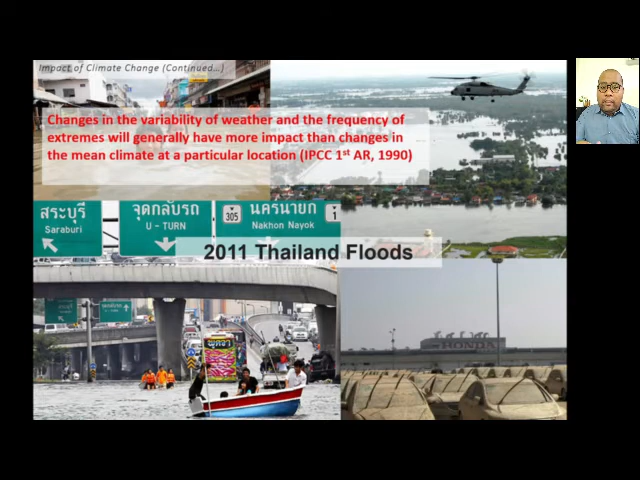 Impact of Climate Change (Continued...)
Changes in the variability of weather and the frequency of
extremes will generally have more impact than changes in
the mean climate at a particular location (IPCC 1st AR, 1990)
สระบุรี
Saraburi
จุดกลับรถ
U - TURN
305
นครนายก
Nakhon Nayok
1
2011 Thailand Floods
HONDA